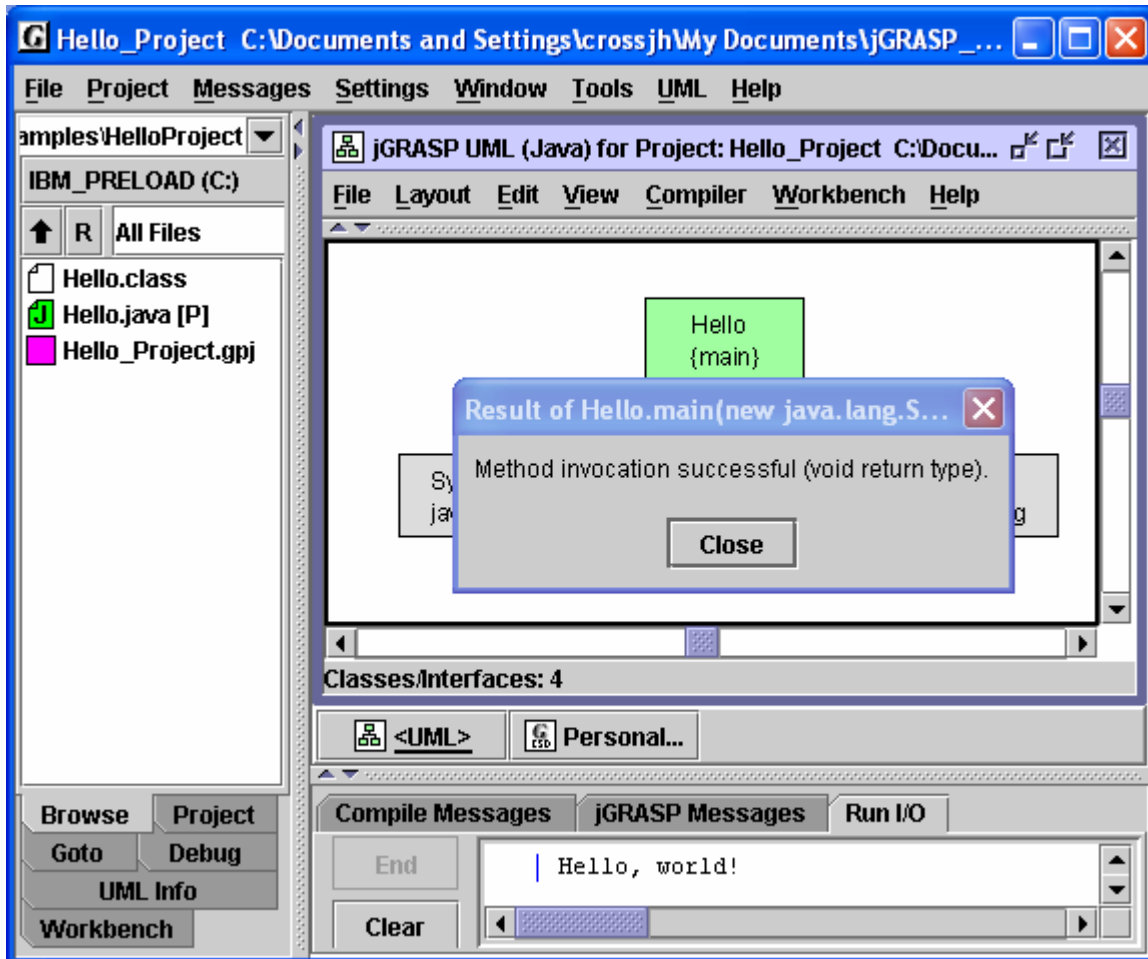 Hello_Project C:\Documents and Settings\crossjh\My Documents\jGRASP_...
File Project Messages Settings Window Tools UML Help
amples\HelloProject
IBM_PRELOAD (C:)
R All Files
Hello.class
Hello.java [P]
Hello_Project.gpj
Browse Project
Goto Debug
UML Info
Workbench
jGRASP UML (Java) for Project: Hello_Project C:\Docu...
File Layout Edit View Compiler Workbench Help
Hello
{main}
Sy
jav
g
Result of Hello.main(new java.lang.S...
Method invocation successful (void return type).
Close
Classes/Interfaces: 4
<UML> Personal...
Compile Messages jGRASP Messages Run I/O
End
Clear
Hello, world!